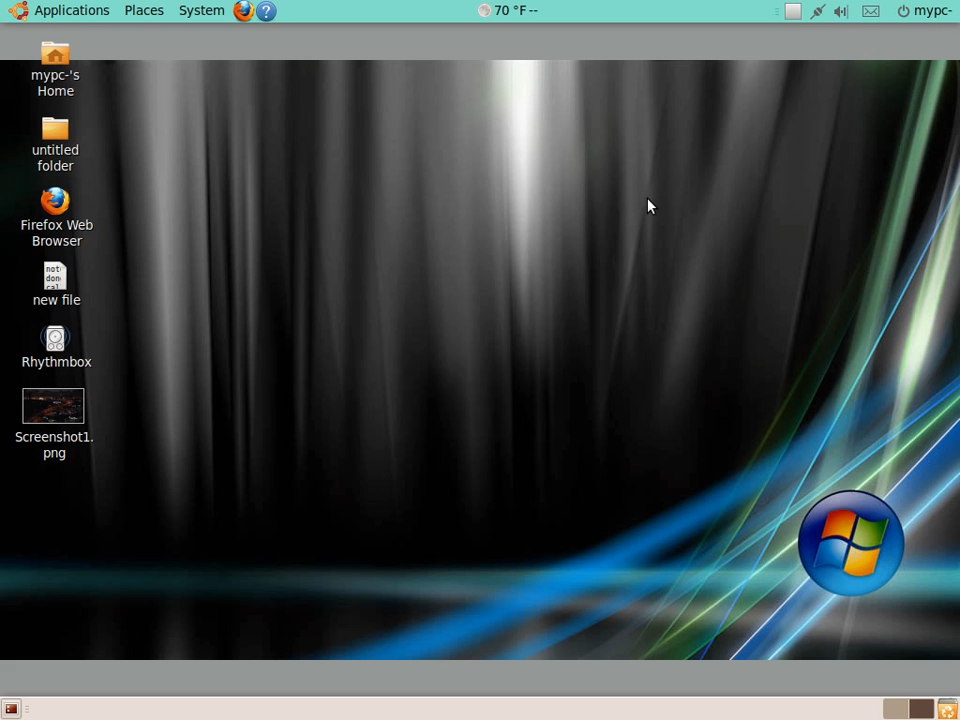 Applications Places System
70 °F --
mypc-
mypc-'s
Home
untitled
folder
Firefox Web
Browser
new file
Rhythmbox
Screenshot1.
png